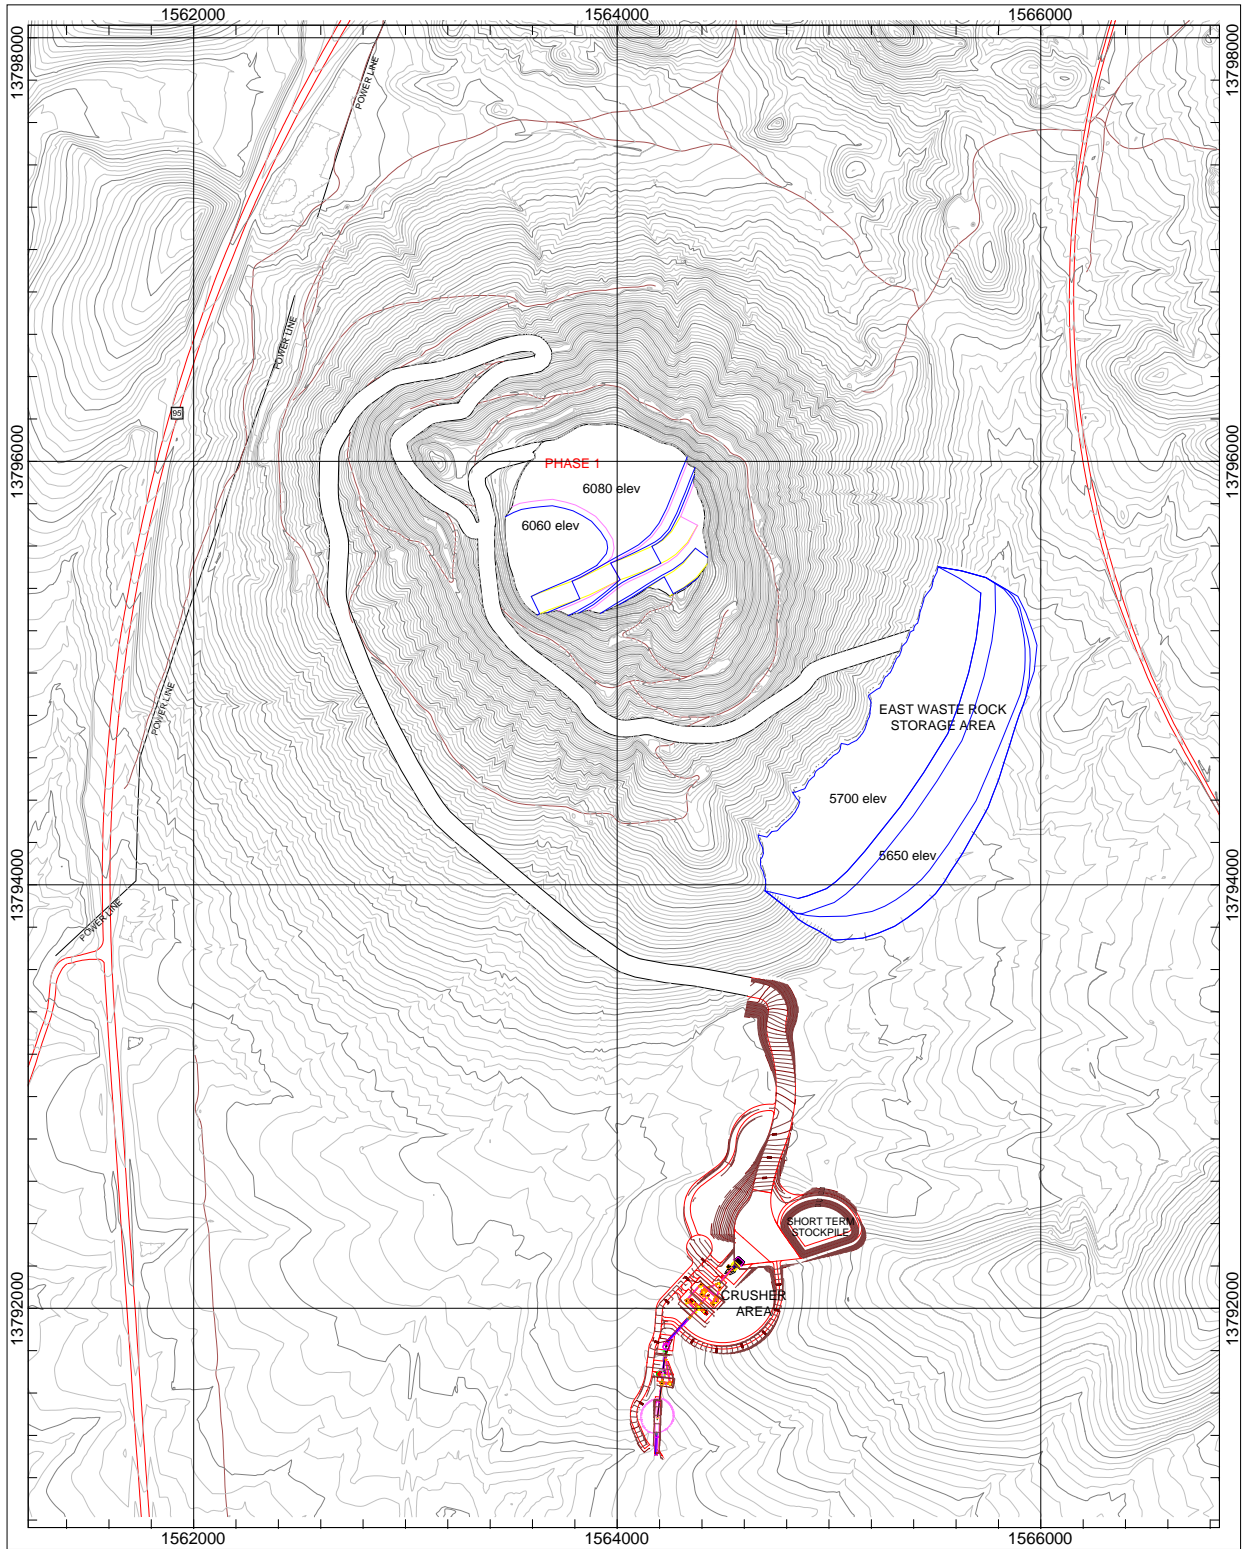 1562000
1564000
1566000
13798000
13798000
POWER LINE
POWER LINE
95
13796000
13796000
PHASE 1
6080 elev
6060 elev
POWER LINE
EAST WASTE ROCK
STORAGE AREA
5700 elev
5650 elev
13794000
13794000
POWER LINE
SHORT TERM
STOCKPILE
CRUSHER
AREA
13792000
13792000
1562000
1564000
1566000